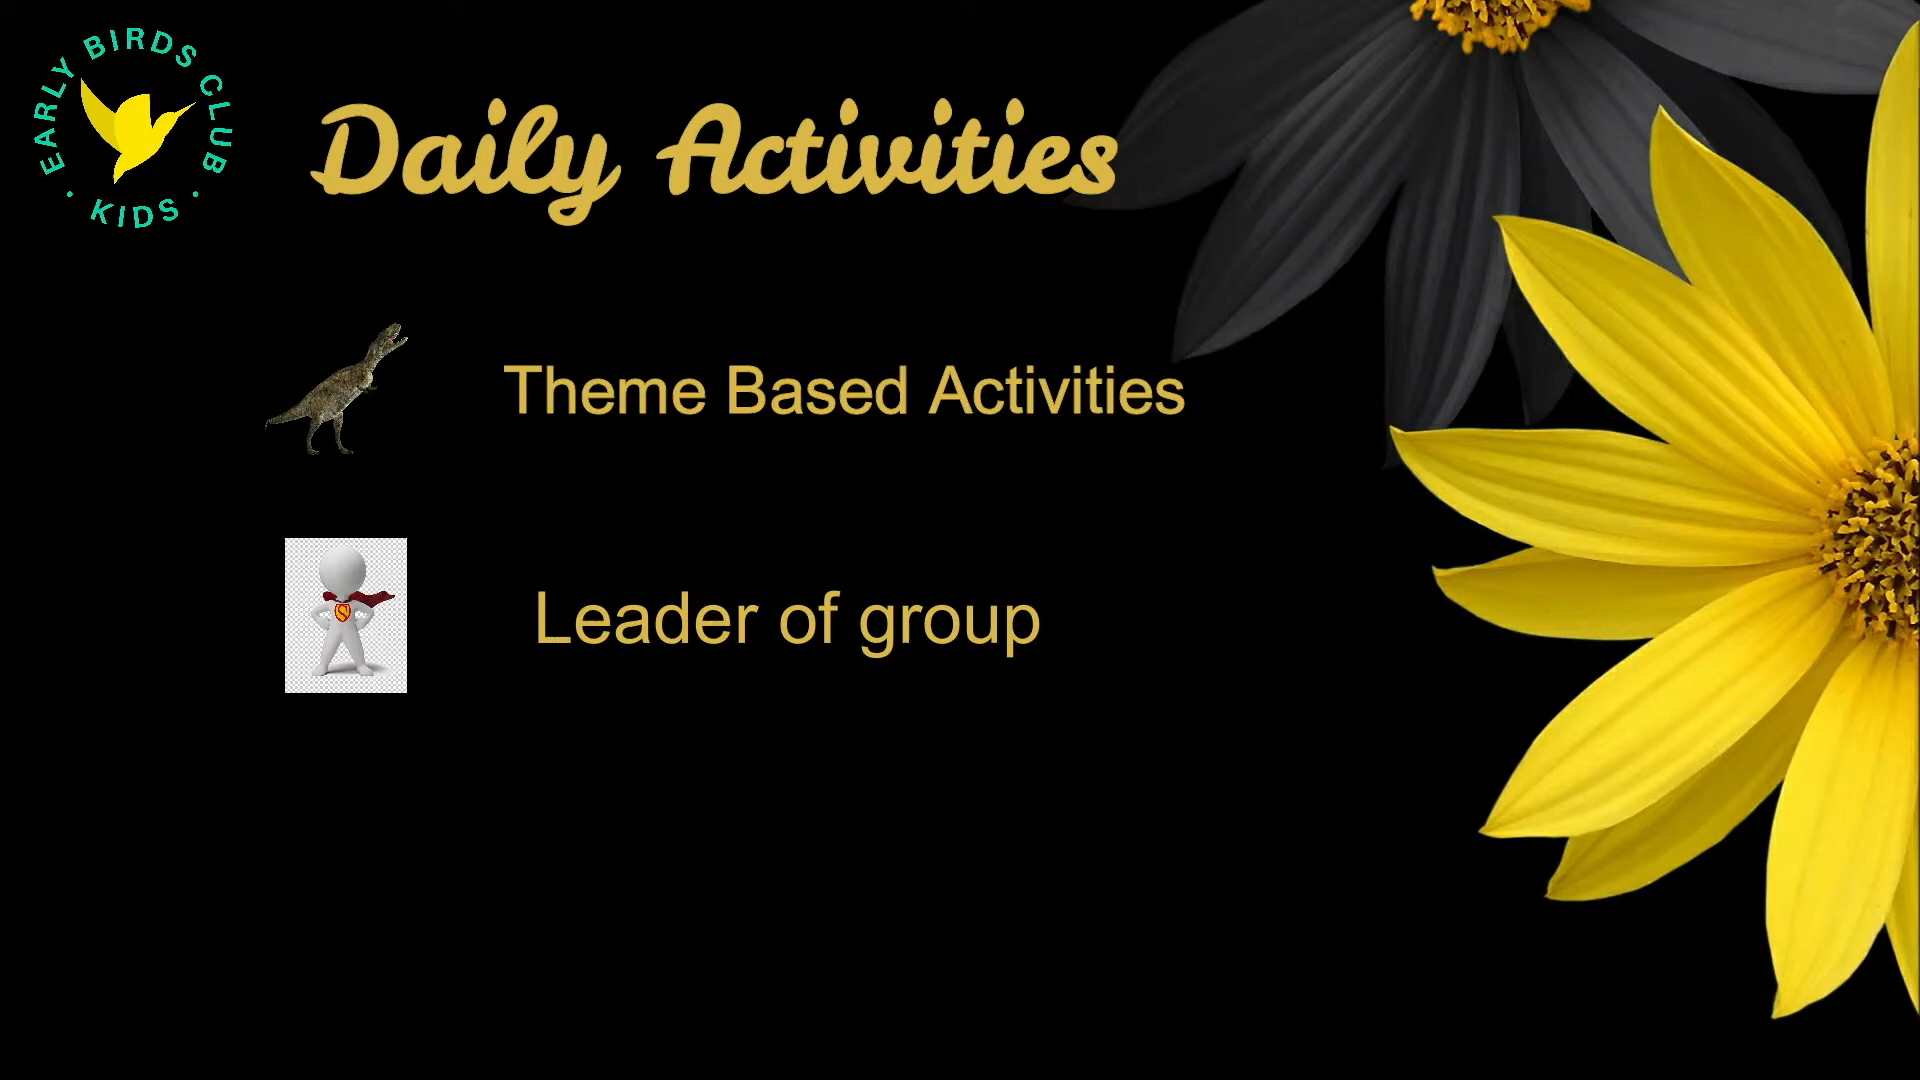 EARLY BIRDS CLUB
• KIDS •
Daily Activities
Theme Based Activities
S
Leader of group